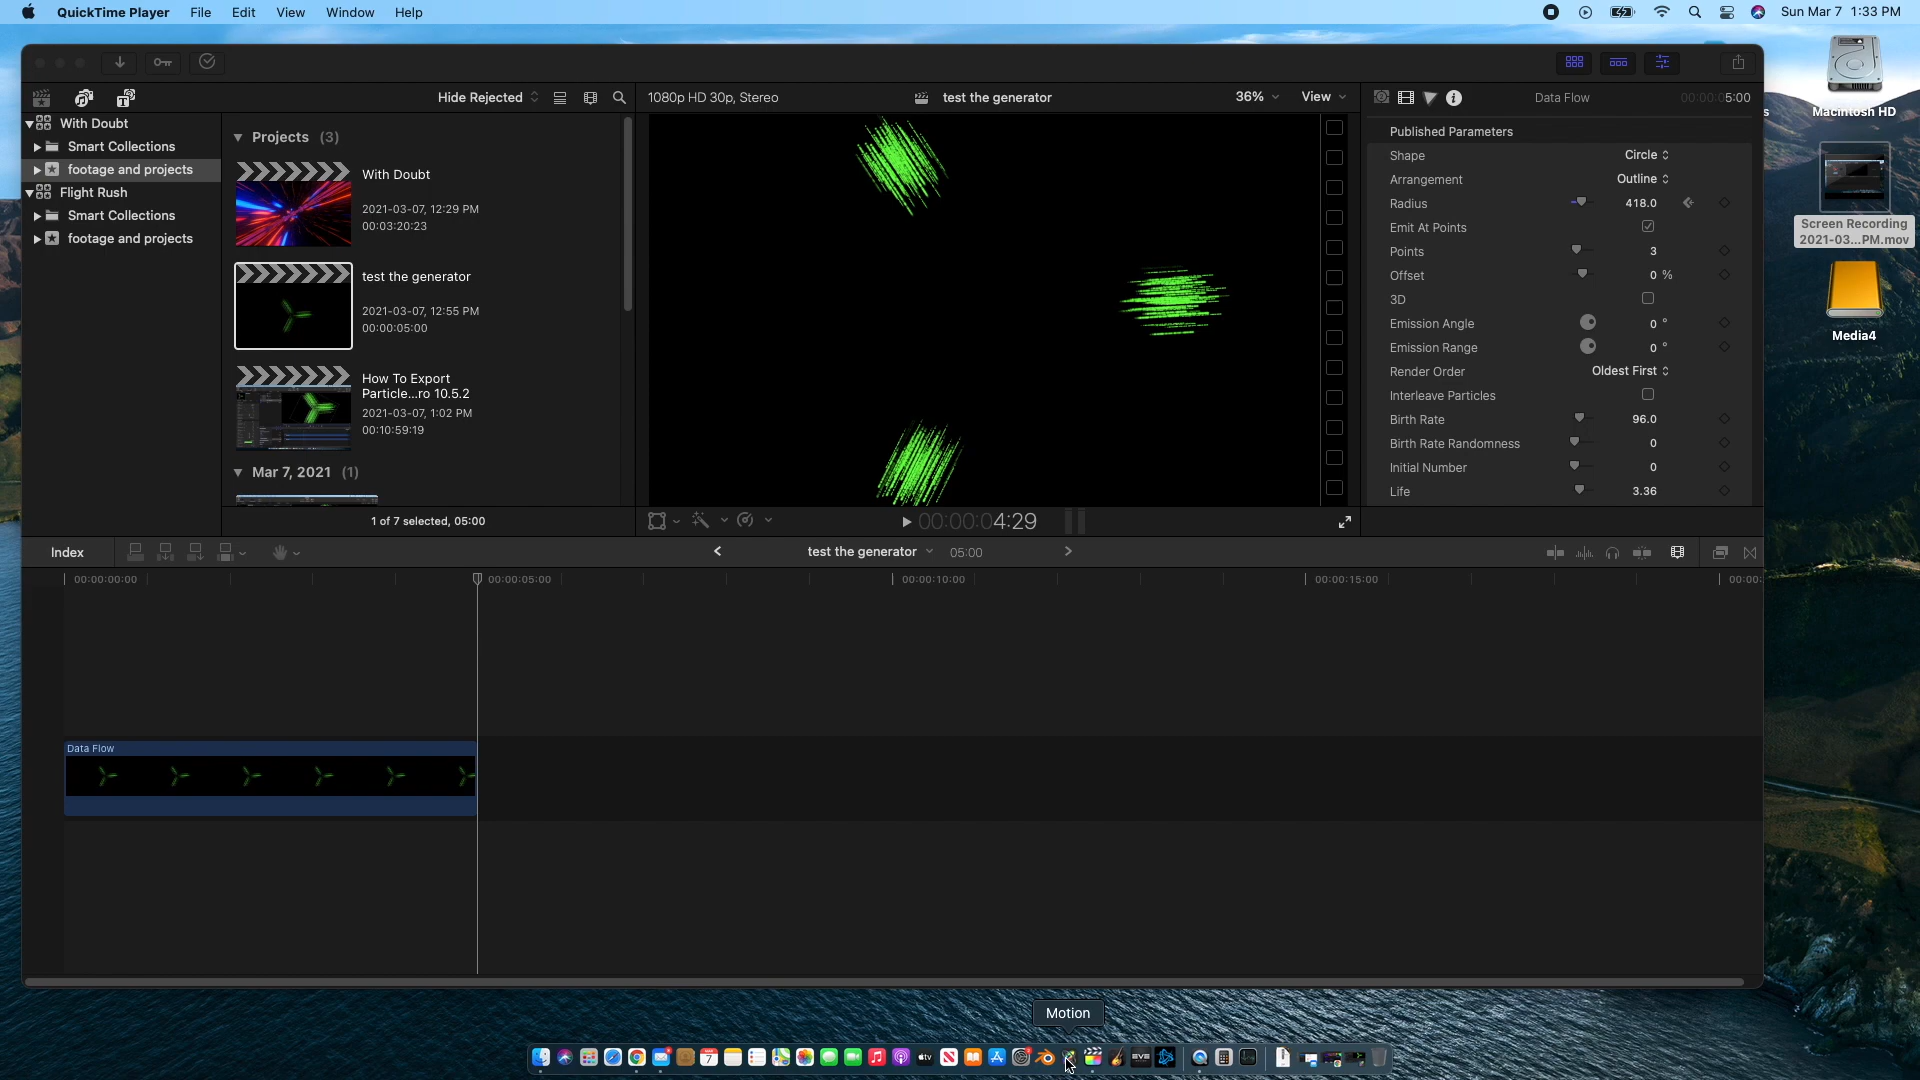 QuickTime Player File Edit View Window Help
Sun Mar 7 1:33 PM
Hide Rejected
1080p HD 30p, Stereo
test the generator
36% View
Data Flow
00:00:05:00
With Doubt
Smart Collections
footage and projects
Flight Rush
Smart Collections
footage and projects
Projects (3)
With Doubt
2021-03-07, 12:29 PM
00:03:20:23
test the generator
2021-03-07, 12:55 PM
00:00:05:00
How To Export
Particle...ro 10.5.2
2021-03-07, 1:02 PM
00:10:59:19
Mar 7, 2021 (1)
1 of 7 selected, 05:00
00:00:04:29
Published Parameters
Shape Circle
Arrangement Outline
Radius 418.0
Emit At Points
Points 3
Offset 0 %
3D
Emission Angle 0 °
Emission Range 0 °
Render Order Oldest First
Interleave Particles
Birth Rate 96.0
Birth Rate Randomness 0
Initial Number 0
Life 3.36
Macintosh HD
Screen Recording
2021-03...PM.mov
Media4
Index
test the generator 05:00
00:00:00:00
00:00:05:00
00:00:10:00
00:00:15:00
00:00:
Data Flow
Motion
7
tv
EVE